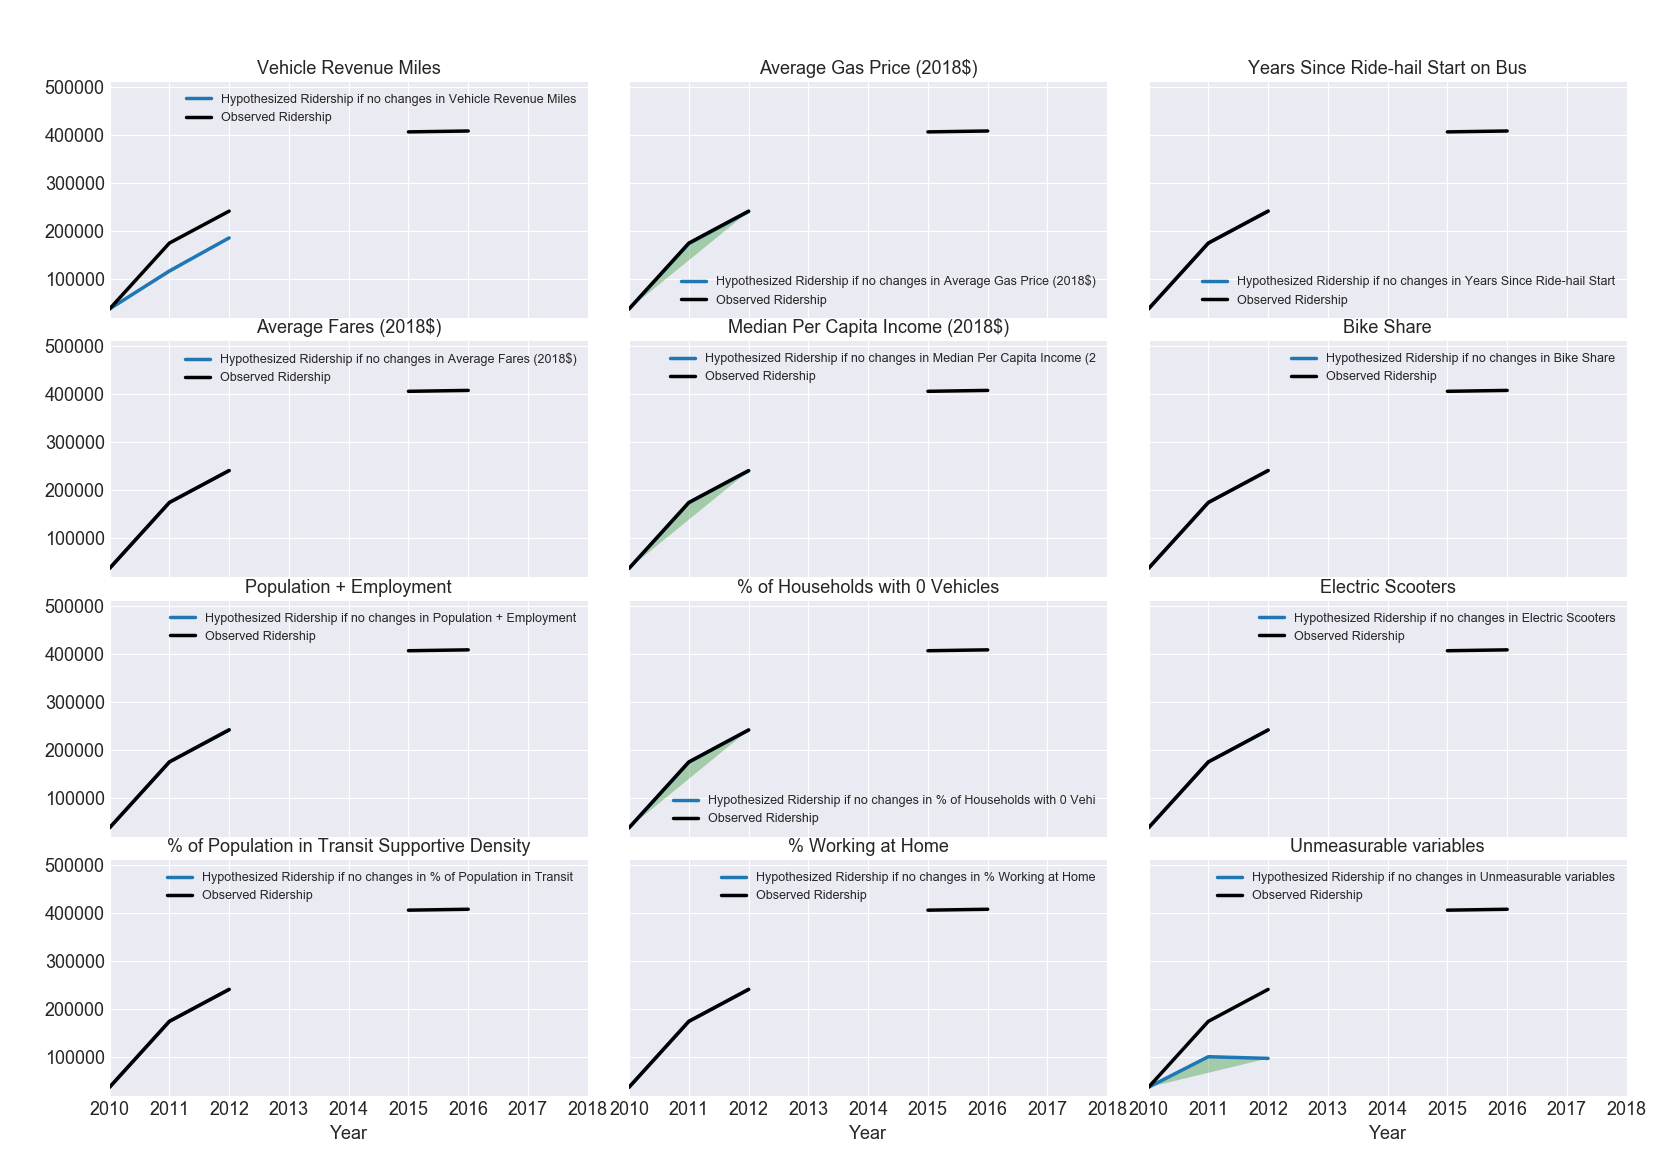 Vehicle Revenue Miles
500000
400000
300000
200000
100000
Hypothesized Ridership if no changes in Vehicle Revenue Miles
Observed Ridership
Average Gas Price (2018$)
Hypothesized Ridership if no changes in Average Gas Price (2018$)
Observed Ridership
Years Since Ride-hail Start on Bus
Hypothesized Ridership if no changes in Years Since Ride-hail Start
Observed Ridership
Average Fares (2018$)
500000
400000
300000
200000
100000
Hypothesized Ridership if no changes in Average Fares (2018$)
Observed Ridership
Median Per Capita Income (2018$)
Hypothesized Ridership if no changes in Median Per Capita Income (2
Observed Ridership
Bike Share
Hypothesized Ridership if no changes in Bike Share
Observed Ridership
Population + Employment
500000
400000
300000
200000
100000
Hypothesized Ridership if no changes in Population + Employment
Observed Ridership
% of Households with 0 Vehicles
Hypothesized Ridership if no changes in % of Households with 0 Vehi
Observed Ridership
Electric Scooters
Hypothesized Ridership if no changes in Electric Scooters
Observed Ridership
% of Population in Transit Supportive Density
500000
400000
300000
200000
100000
Hypothesized Ridership if no changes in % of Population in Transit
Observed Ridership
2010 2011 2012 2013 2014 2015 2016 2017 2018
Year
% Working at Home
Hypothesized Ridership if no changes in % Working at Home
Observed Ridership
2010 2011 2012 2013 2014 2015 2016 2017 2018
Year
Unmeasurable variables
Hypothesized Ridership if no changes in Unmeasurable variables
Observed Ridership
2010 2011 2012 2013 2014 2015 2016 2017 2018
Year